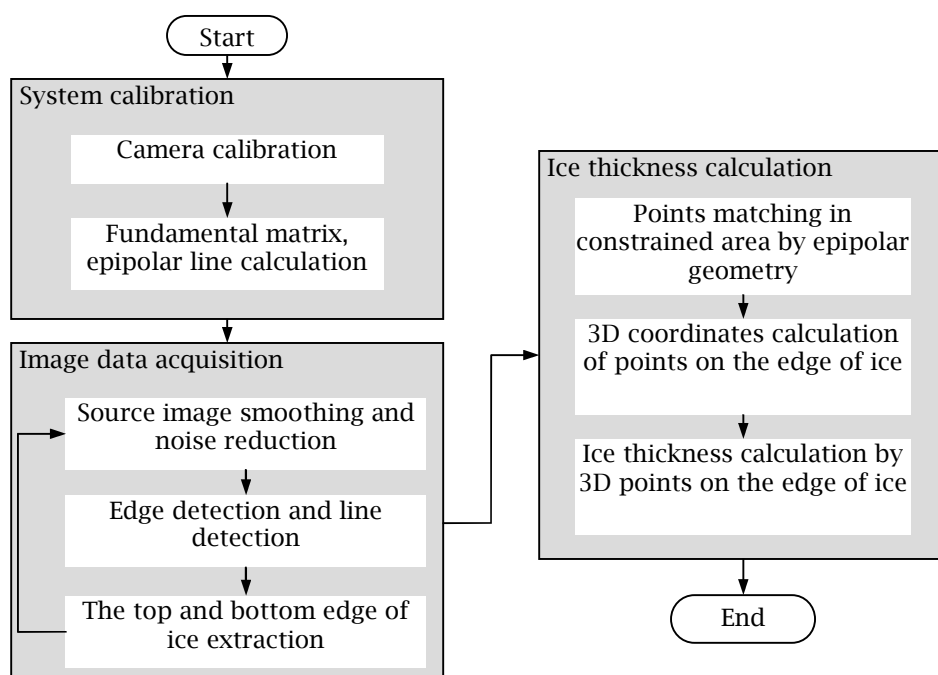 Start
System calibration
Camera calibration
Fundamental matrix,
epipolar line calculation
Image data acquisition
Source image smoothing and
noise reduction
Edge detection and line
detection
The top and bottom edge of
ice extraction
Ice thickness calculation
Points matching in
constrained area by epipolar
geometry
3D coordinates calculation
of points on the edge of ice
Ice thickness calculation by
3D points on the edge of ice
End